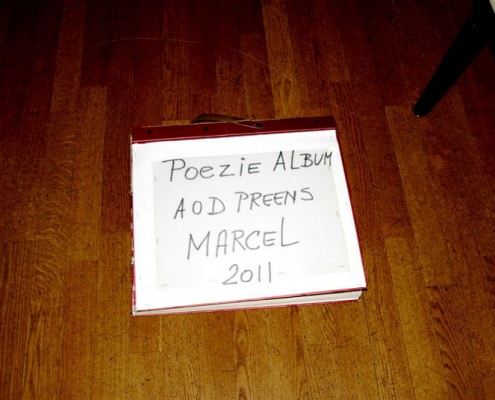 POEZIE ALBUM
AOD PREENS
MARCEL
- 2011 -